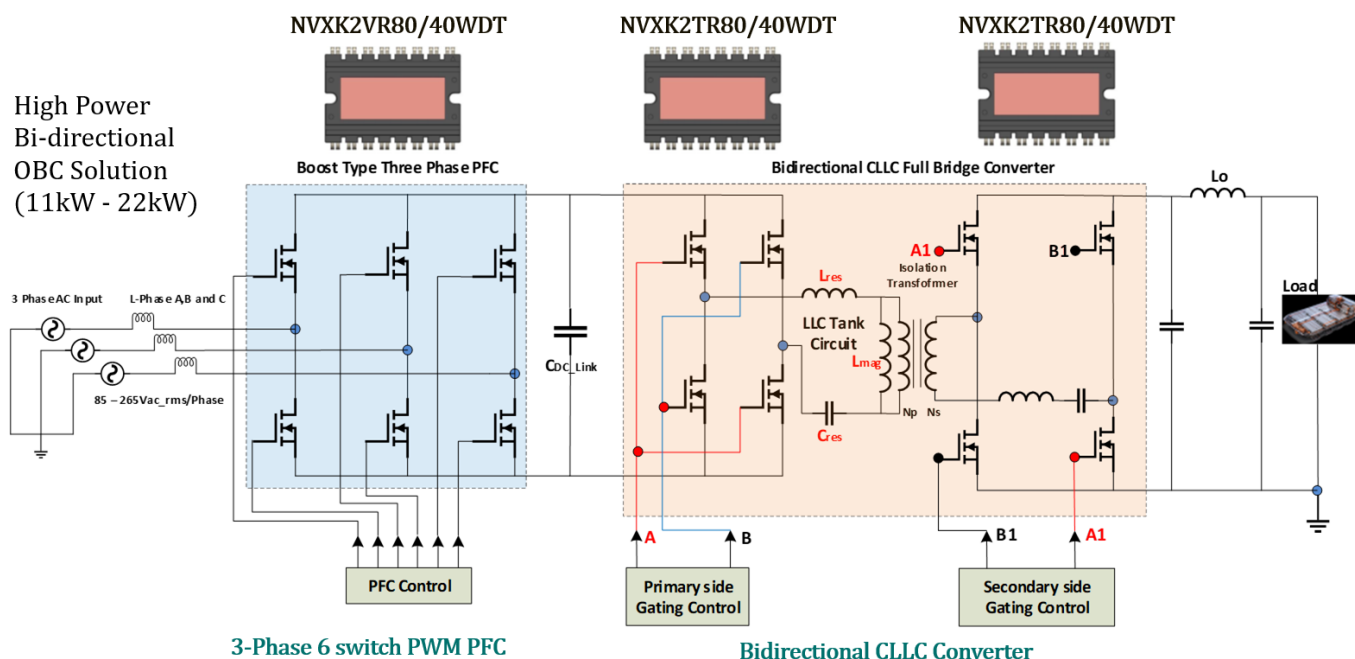 NVXK2VR80/40WDT
NVXK2TR80/40WDT
NVXK2TR80/40WDT
High Power
Bi-directional
OBC Solution
(11kW - 22kW)
Boost Type Three Phase PFC
Bidirectional CLLC Full Bridge Converter
Lo
A1
B1
Isolation
Transfofmer
Lres
3 Phase AC Input
L-Phase A,B and C
Load
LLC Tank
Circuit
CDC_Link
Lmag
85 – 265Vac_rms/Phase
Np
Ns
Cres
A
B
B1
A1
PFC Control
Primary side
Gating Control
Secondary side
Gating Control
3-Phase 6 switch PWM PFC
Bidirectional CLLC Converter